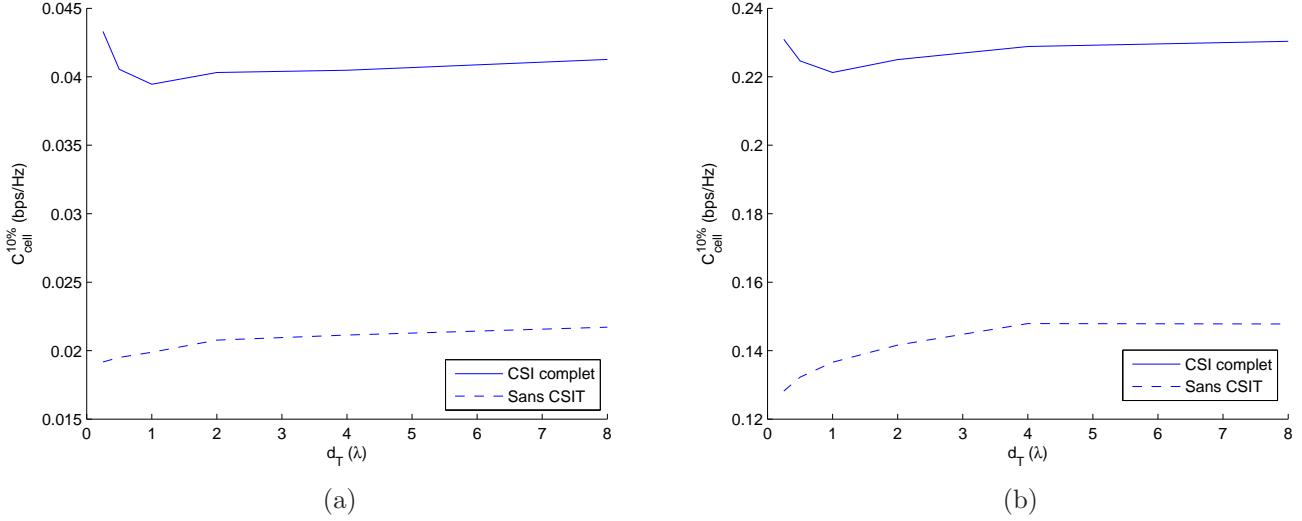 0.045
0.04
0.035
0.03
0.025
0.02
0.015
C_cell^10% (bps/Hz)
0 1 2 3 4 5 6 7 8
d_T (λ)
CSI complet
Sans CSIT
(a)
0.24
0.22
0.2
0.18
0.16
0.14
0.12
C_cell^10% (bps/Hz)
0 1 2 3 4 5 6 7 8
d_T (λ)
CSI complet
Sans CSIT
(b)